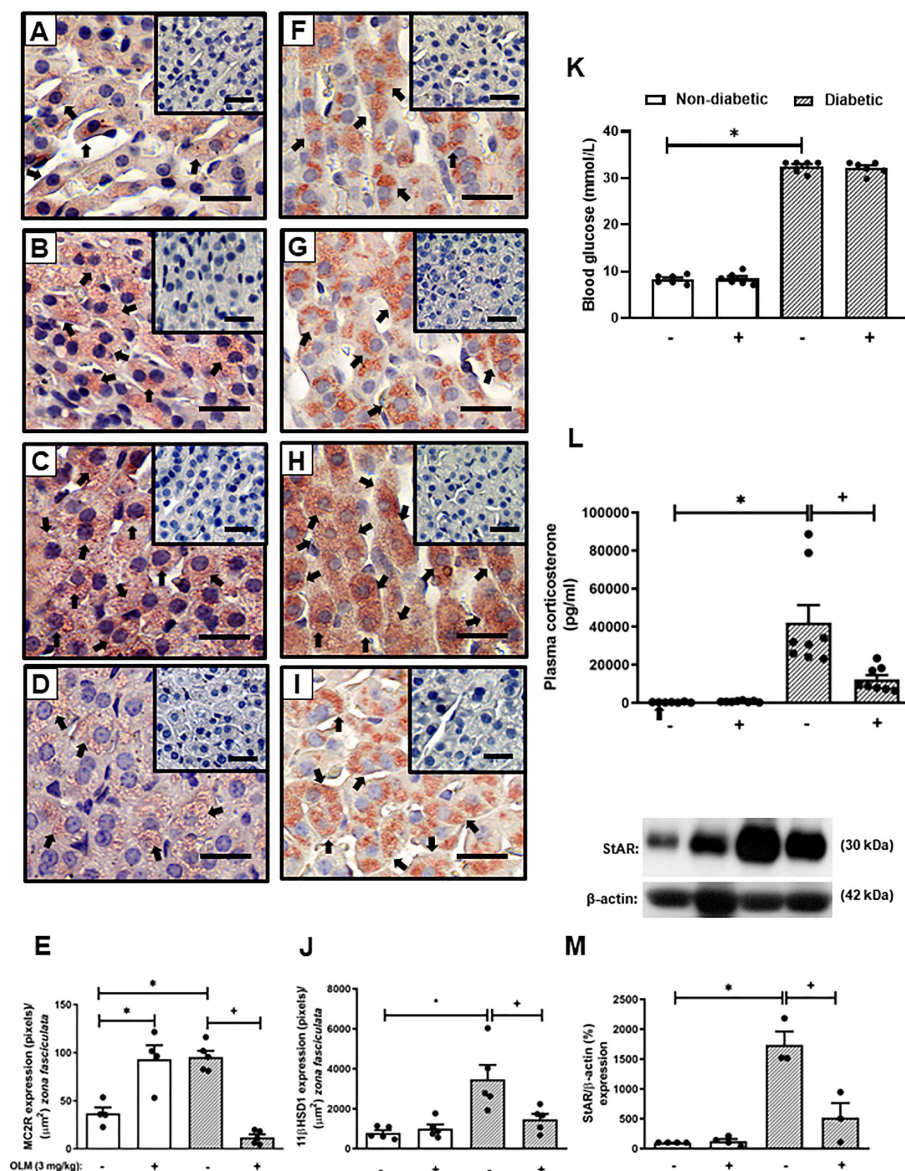 A
F
K
Non-diabetic
Diabetic
*
40
30
20
10
0
Blood glucose (mmol/L)
- + - +
B
G
C
H
L
* +
100000
80000
60000
40000
20000
0
Plasma corticosterone
(pg/ml)
- + - +
D
I
StAR: (30 kDa)
β-actin: (42 kDa)
E
*
* +
150
100
50
0
MC2R expression (pixels)/
(µm²) zona fasciculata
OLM (3 mg/kg): - + - +
J
* +
8000
6000
4000
2000
0
11βHSD1 expression (pixels)/
(µm²) zona fasciculata
- + - +
M
* +
2500
2000
1500
1000
500
0
StAR/β-actin (%)
expression
- + - +